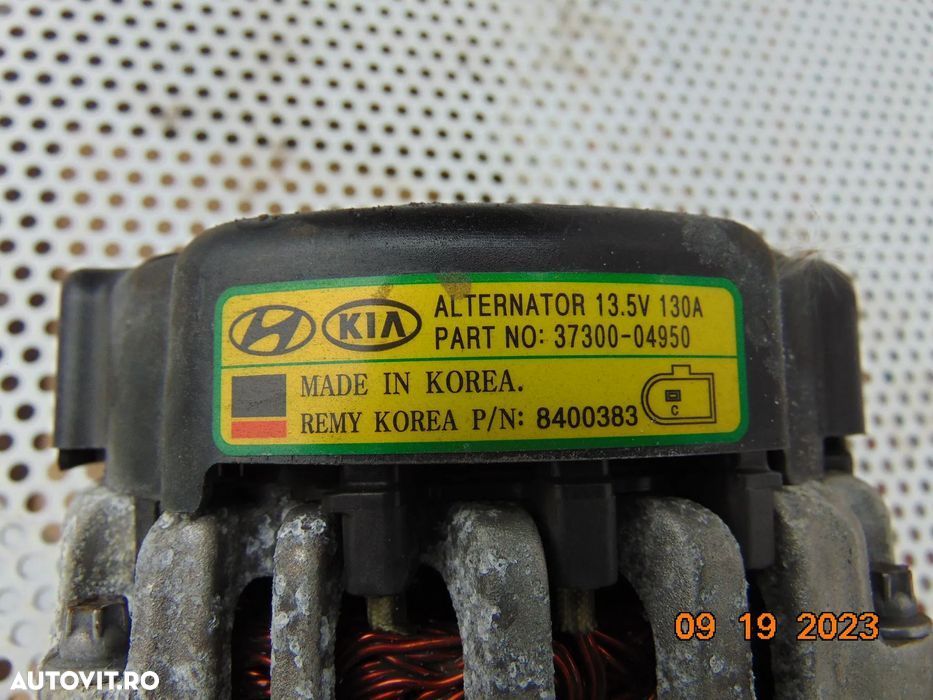 KIA ALTERNATOR 13.5V 130A
PART NO: 37300-04950
MADE IN KOREA.
REMY KOREA P/N: 8400383
C
09 19 2023
AUTOVIT.RO